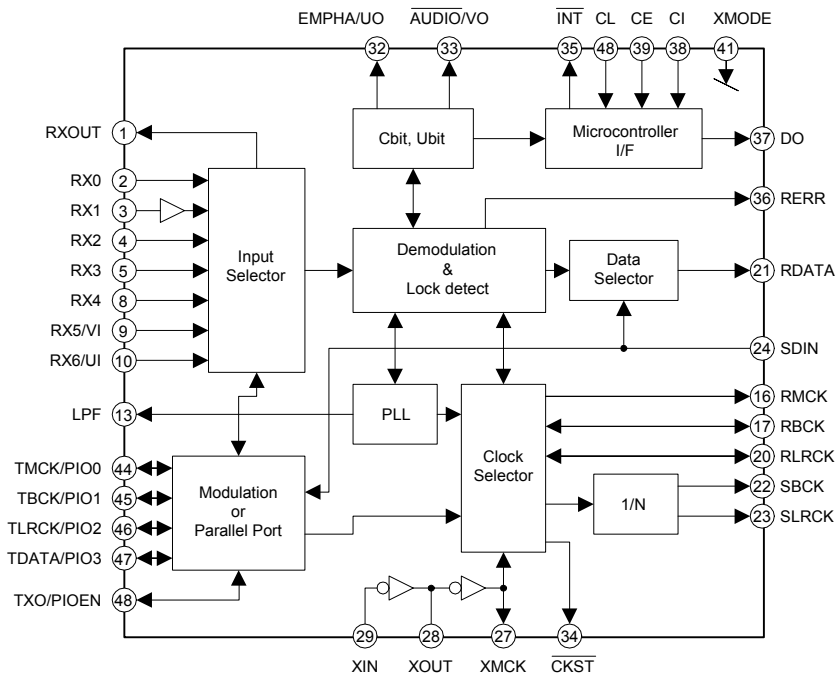 EMPHA/UO AUDIO/VO INT CL CE CI XMODE
32 33 35 48 39 38 41
RXOUT 1
Cbit, Ubit
Microcontroller
I/F
37 DO
RX0 2
RX1 3
36 RERR
RX2 4
Input
Selector
Demodulation
&
Lock detect
Data
Selector
RX3 5
21 RDATA
RX4 8
RX5/VI 9
RX6/UI 10
24 SDIN
LPF 13
PLL
16 RMCK
17 RBCK
Clock
Selector
20 RLRCK
TMCK/PIO0 44
TBCK/PIO1 45
Modulation
or
Parallel Port
1/N
22 SBCK
TLRCK/PIO2 46
23 SLRCK
TDATA/PIO3 47
TXO/PIOEN 48
29 28 27 34
XIN XOUT XMCK CKST